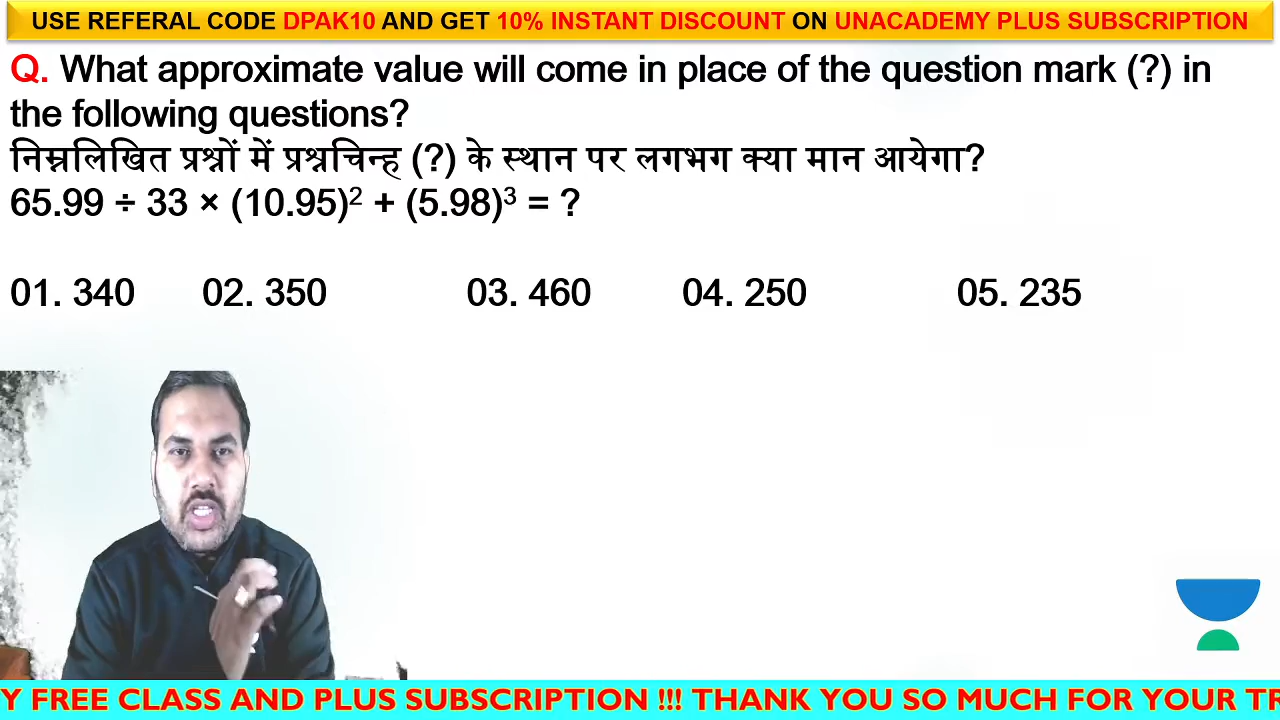 USE REFERAL CODE DPAK10 AND GET 10% INSTANT DISCOUNT ON UNACADEMY PLUS SUBSCRIPTION
Q. What approximate value will come in place of the question mark (?) in
the following questions?
निम्नलिखित प्रश्नों में प्रश्नचिन्ह (?) के स्थान पर लगभग क्या मान आयेगा?
65.99 ÷ 33 × (10.95)² + (5.98)³ = ?
01. 340 02. 350 03. 460 04. 250 05. 235
Y FREE CLASS AND PLUS SUBSCRIPTION !!! THANK YOU SO MUCH FOR YOUR TR